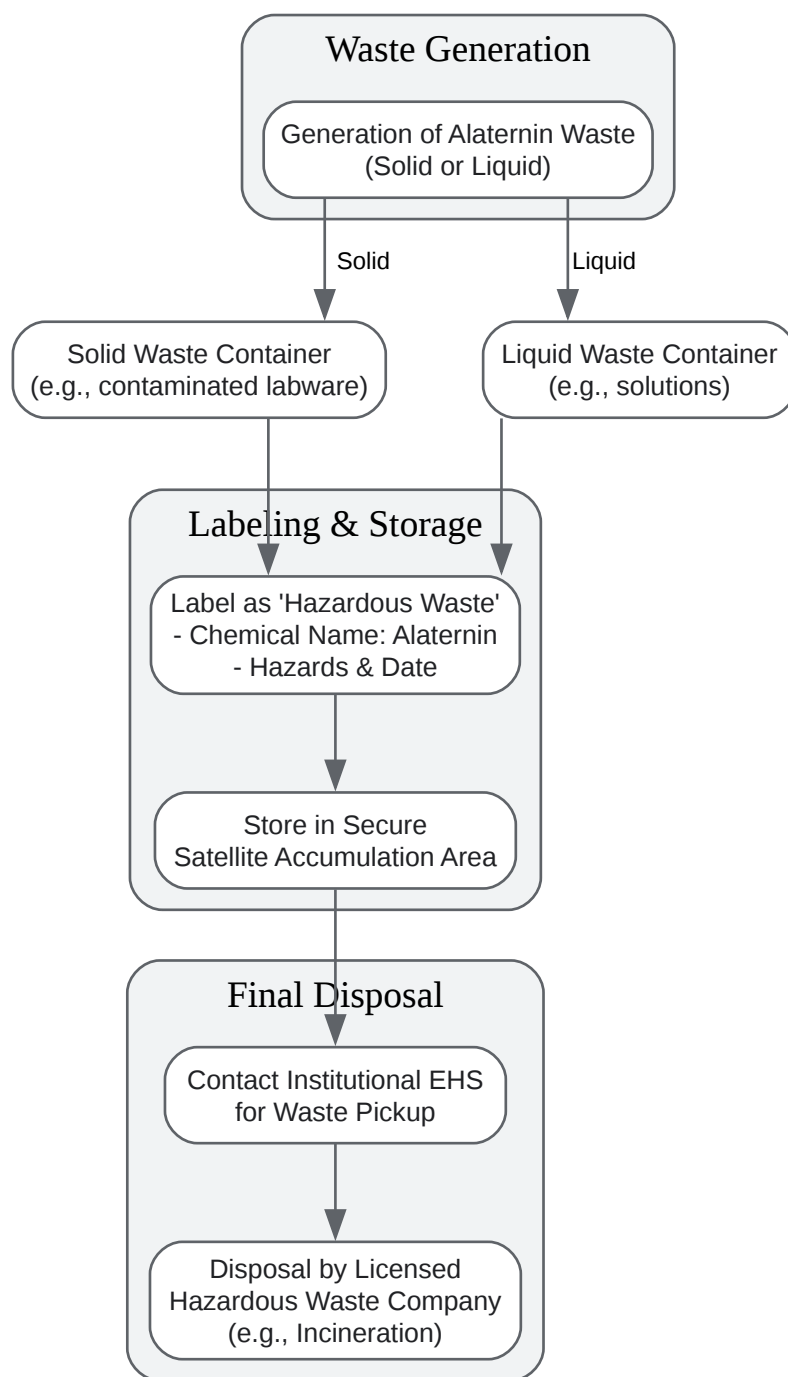 Waste Generation
Generation of Alaternin Waste
(Solid or Liquid)
Solid
Liquid
Solid Waste Container
(e.g., contaminated labware)
Liquid Waste Container
(e.g., solutions)
Labeling & Storage
Label as 'Hazardous Waste'
- Chemical Name: Alaternin
- Hazards & Date
Store in Secure
Satellite Accumulation Area
Final Disposal
Contact Institutional EHS
for Waste Pickup
Disposal by Licensed
Hazardous Waste Company
(e.g., Incineration)